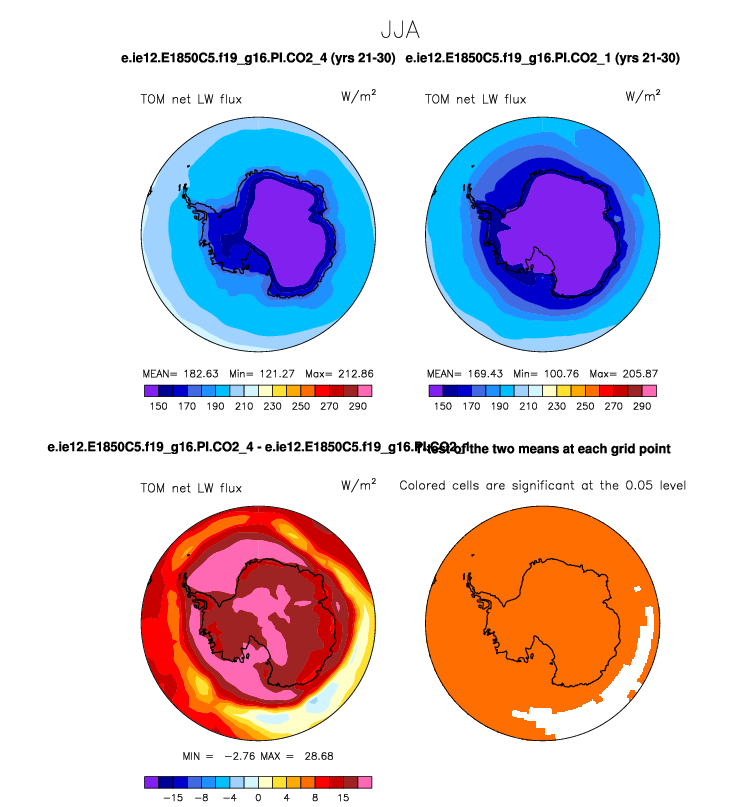 JJA
e.ie12.E1850C5.f19_g16.PI.CO2_4 (yrs 21-30) e.ie12.E1850C5.f19_g16.PI.CO2_1 (yrs 21-30)
TOM net LW flux W/m² TOM net LW flux W/m²
MEAN= 182.63 Min= 121.27 Max= 212.86 MEAN= 169.43 Min= 100.76 Max= 205.87
150 170 190 210 230 250 270 290 150 170 190 210 230 250 270 290
e.ie12.E1850C5.f19_g16.PI.CO2_4 - e.ie12.E1850C5.f19_g16.PI.CO2_1 T-test of the two means at each grid point
TOM net LW flux W/m² Colored cells are significant at the 0.05 level
MIN = -2.76 MAX = 28.68
-15 -8 -4 0 4 8 15